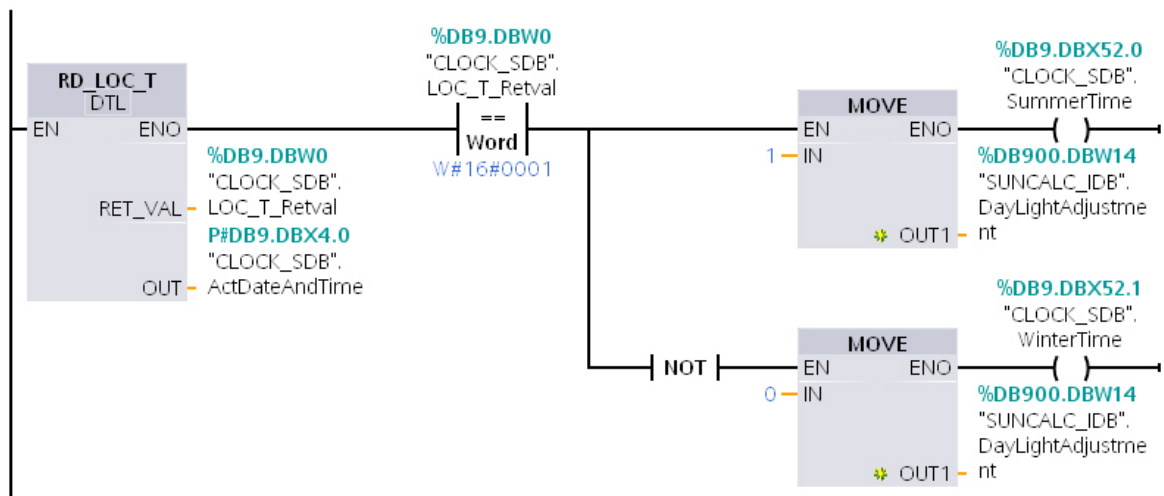 %DB9.DBW0
"CLOCK_SDB".
LOC_T_Retval
==
Word
W#16#0001
RD_LOC_T
DTL
EN ENO
%DB9.DBW0
"CLOCK_SDB".
RET_VAL LOC_T_Retval
P#DB9.DBX4.0
"CLOCK_SDB".
OUT ActDateAndTime
%DB9.DBX52.0
"CLOCK_SDB".
SummerTime
MOVE
EN ENO
1 IN
%DB900.DBW14
"SUNCALC_IDB".
DayLightAdjustme
OUT1 nt
%DB9.DBX52.1
"CLOCK_SDB".
WinterTime
NOT
MOVE
EN ENO
0 IN
%DB900.DBW14
"SUNCALC_IDB".
DayLightAdjustme
OUT1 nt